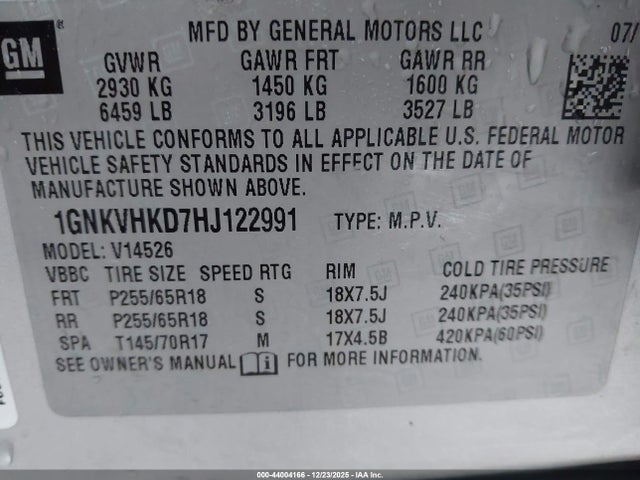 GM
MFD BY GENERAL MOTORS LLC 07/
GVWR GAWR FRT GAWR RR
2930 KG 1450 KG 1600 KG
6459 LB 3196 LB 3527 LB
THIS VEHICLE CONFORMS TO ALL APPLICABLE U.S. FEDERAL MOTOR
VEHICLE SAFETY STANDARDS IN EFFECT ON THE DATE OF
MANUFACTURE SHOWN ABOVE.
1GNKVHKD7HJ122991 TYPE: M.P.V.
MODEL: V14526
VBBC TIRE SIZE SPEED RTG RIM COLD TIRE PRESSURE
FRT P255/65R18 S 18X7.5J 240KPA(35PSI)
RR P255/65R18 S 18X7.5J 240KPA(35PSI)
SPA T145/70R17 M 17X4.5B 420KPA(60PSI)
SEE OWNER'S MANUAL FOR MORE INFORMATION.
000-44004166 - 12/23/2025 - IAA Inc.